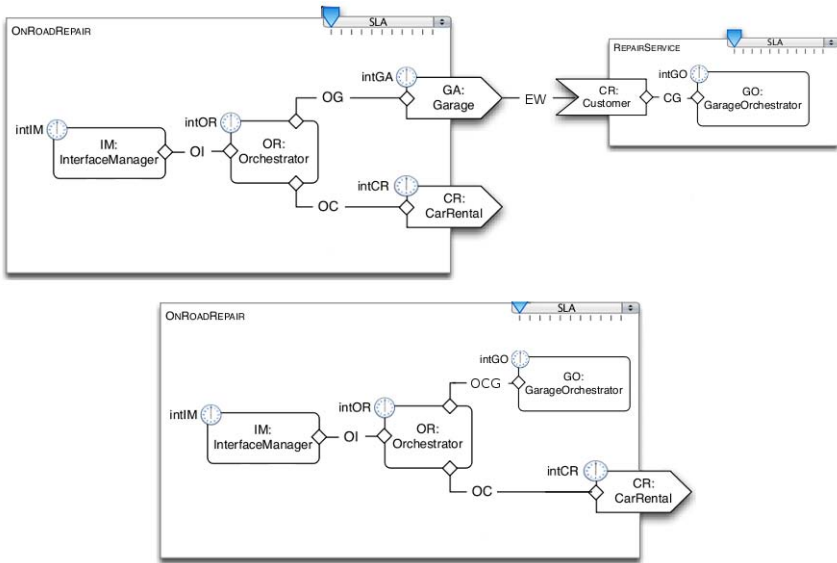 SLA
ONROADREPAIR
SLA
REPAIRSERVICE
intGA
intGO
OG
GA:
Garage
EW
CR:
Customer
CG
GO:
GarageOrchestrator
intIM
intOR
IM:
InterfaceManager
OI
OR:
Orchestrator
intCR
OC
CR:
CarRental
SLA
ONROADREPAIR
intGO
OCG
GO:
GarageOrchestrator
intIM
intOR
IM:
InterfaceManager
OI
OR:
Orchestrator
intCR
OC
CR:
CarRental